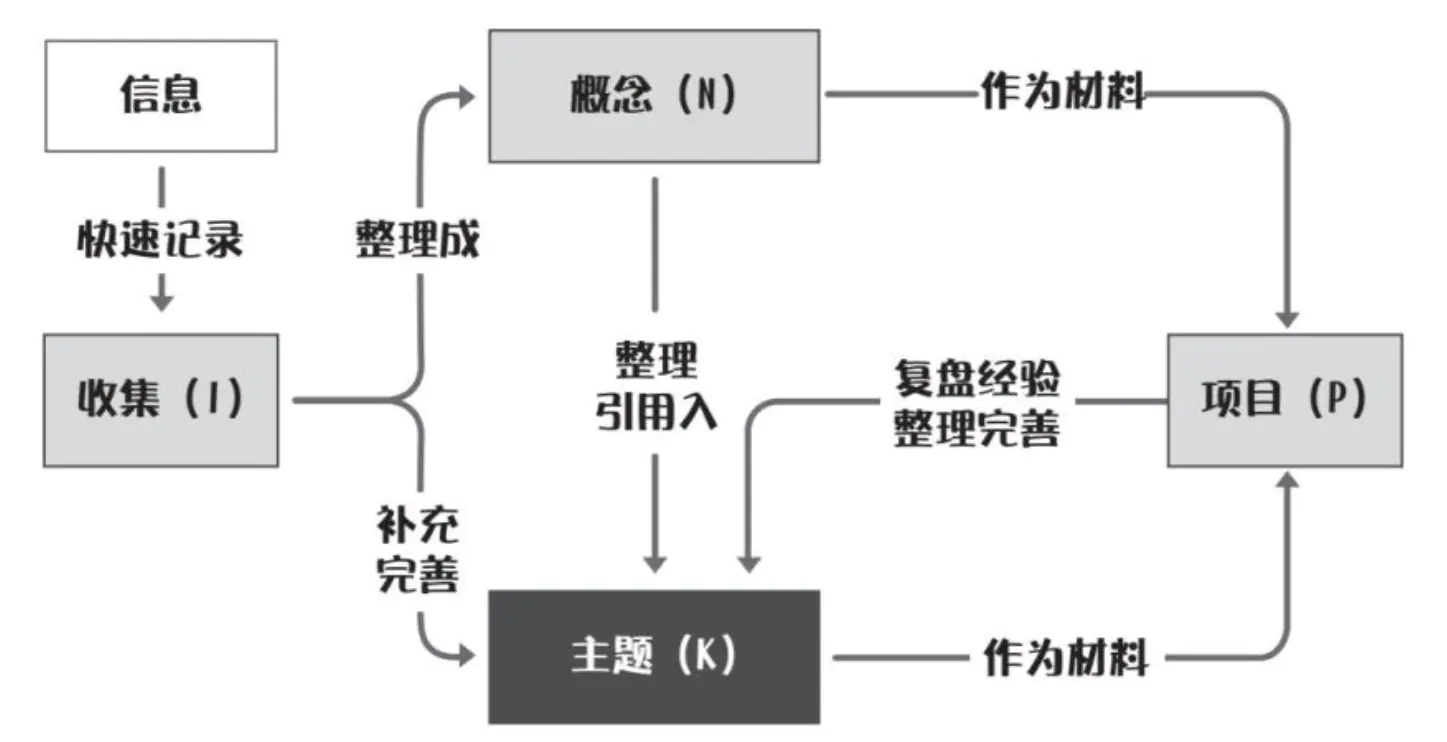 信息
概念（N）
作为材料
快速记录
整理成
收集（I）
整理
引用入
复盘经验
整理完善
项目（P）
补充
完善
主题（K）
作为材料